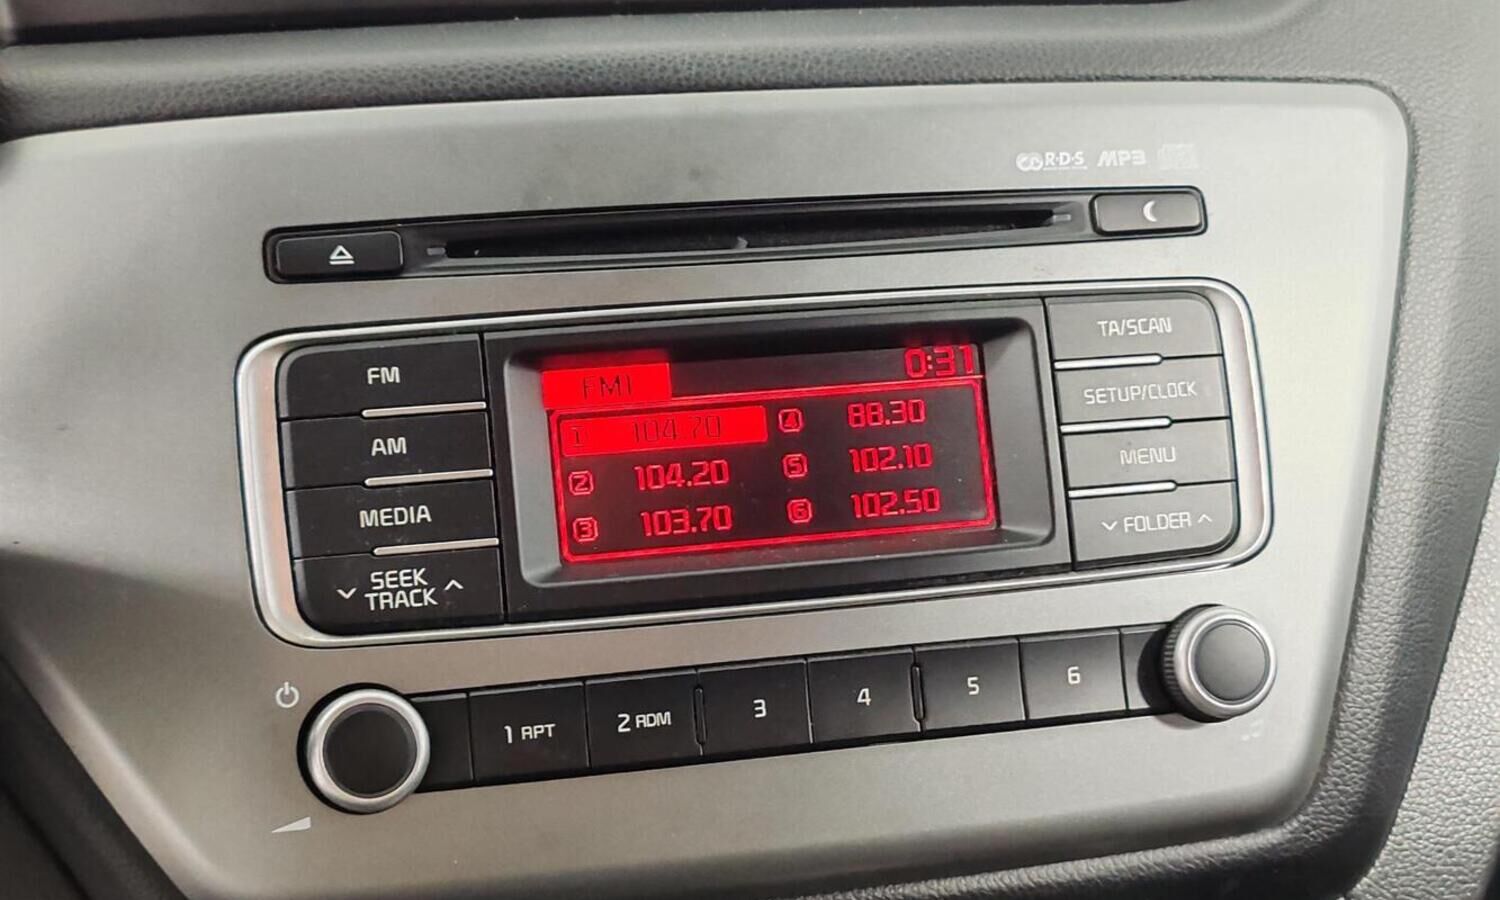 R·D·S MP3
FM
AM
MEDIA
SEEK
TRACK
FM1 0:31
1 104.70 4 88.30
2 104.20 5 102.10
3 103.70 6 102.50
TA/SCAN
SETUP/CLOCK
MENU
FOLDER
1 RPT 2 RDM 3 4 5 6